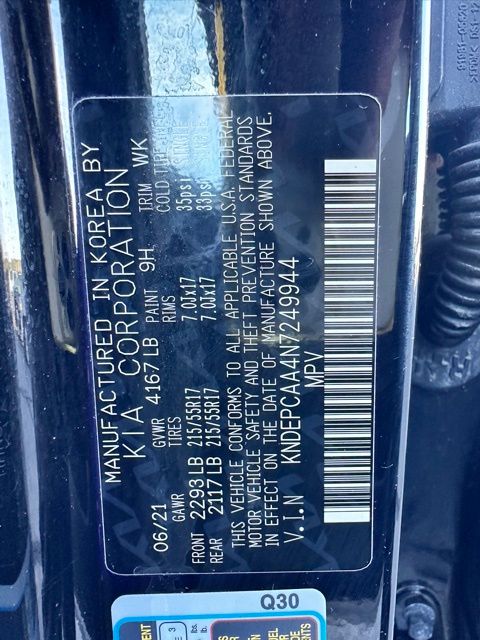 MANUFACTURED IN KOREA BY
KIA CORPORATION
06/21 GVWR 4167 LB PAINT 9H, TRIM WK
GAWR TIRES RIMS COLD TIRE
FRONT 2293 LB 215/55R17 7.0Jx17 35psi
REAR 2117 LB 215/55R17 7.0Jx17 33psi
THIS VEHICLE CONFORMS TO ALL APPLICABLE U.S.A. FEDERAL
MOTOR VEHICLE SAFETY AND THEFT PREVENTION STANDARDS
IN EFFECT ON THE DATE OF MANUFACTURE SHOWN ABOVE.
V.I.N KNDEPCAA4N7249944
MPV
Q30